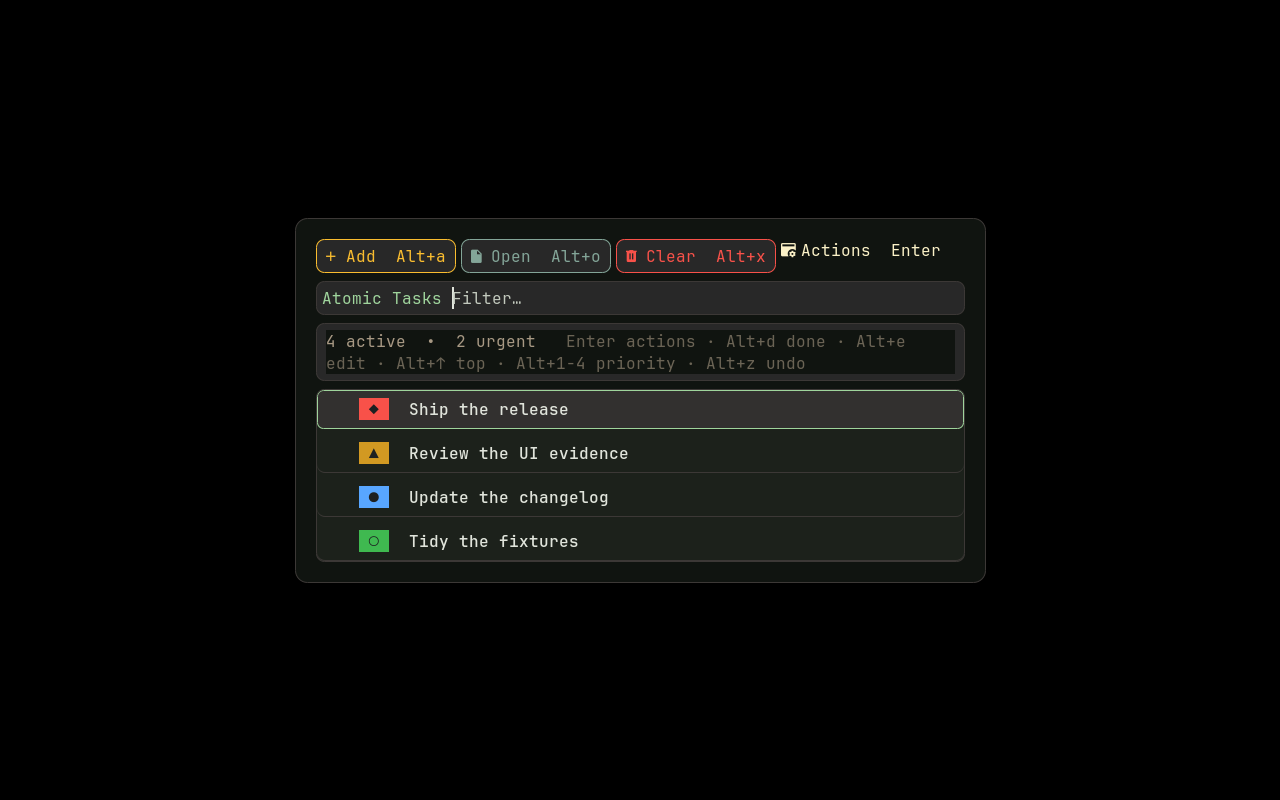 + Add  Alt+a  Open  Alt+o  Clear  Alt+x  Actions  Enter
Atomic Tasks Filter…
4 active  •  2 urgent   Enter actions · Alt+d done · Alt+e
edit · Alt+↑ top · Alt+1-4 priority · Alt+z undo
Ship the release
Review the UI evidence
Update the changelog
Tidy the fixtures